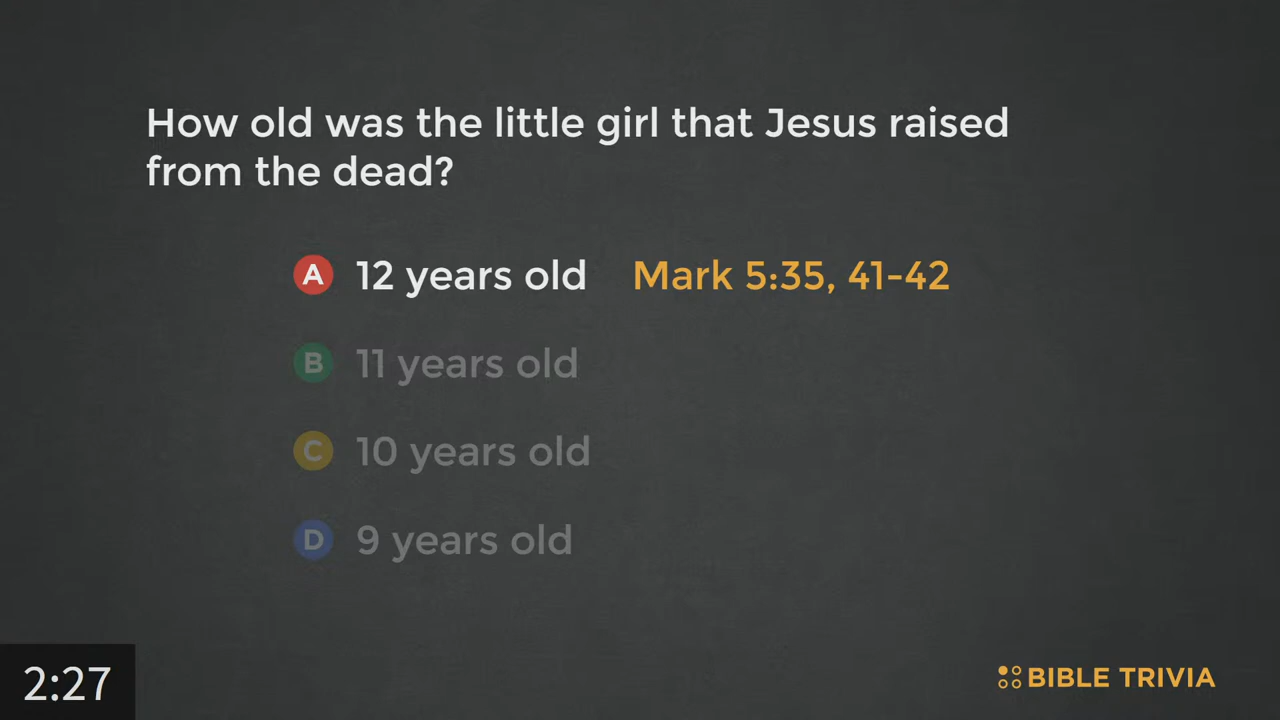 How old was the little girl that Jesus raised
from the dead?
A 12 years old Mark 5:35, 41-42
B 11 years old
C 10 years old
D 9 years old
2:27
BIBLE TRIVIA